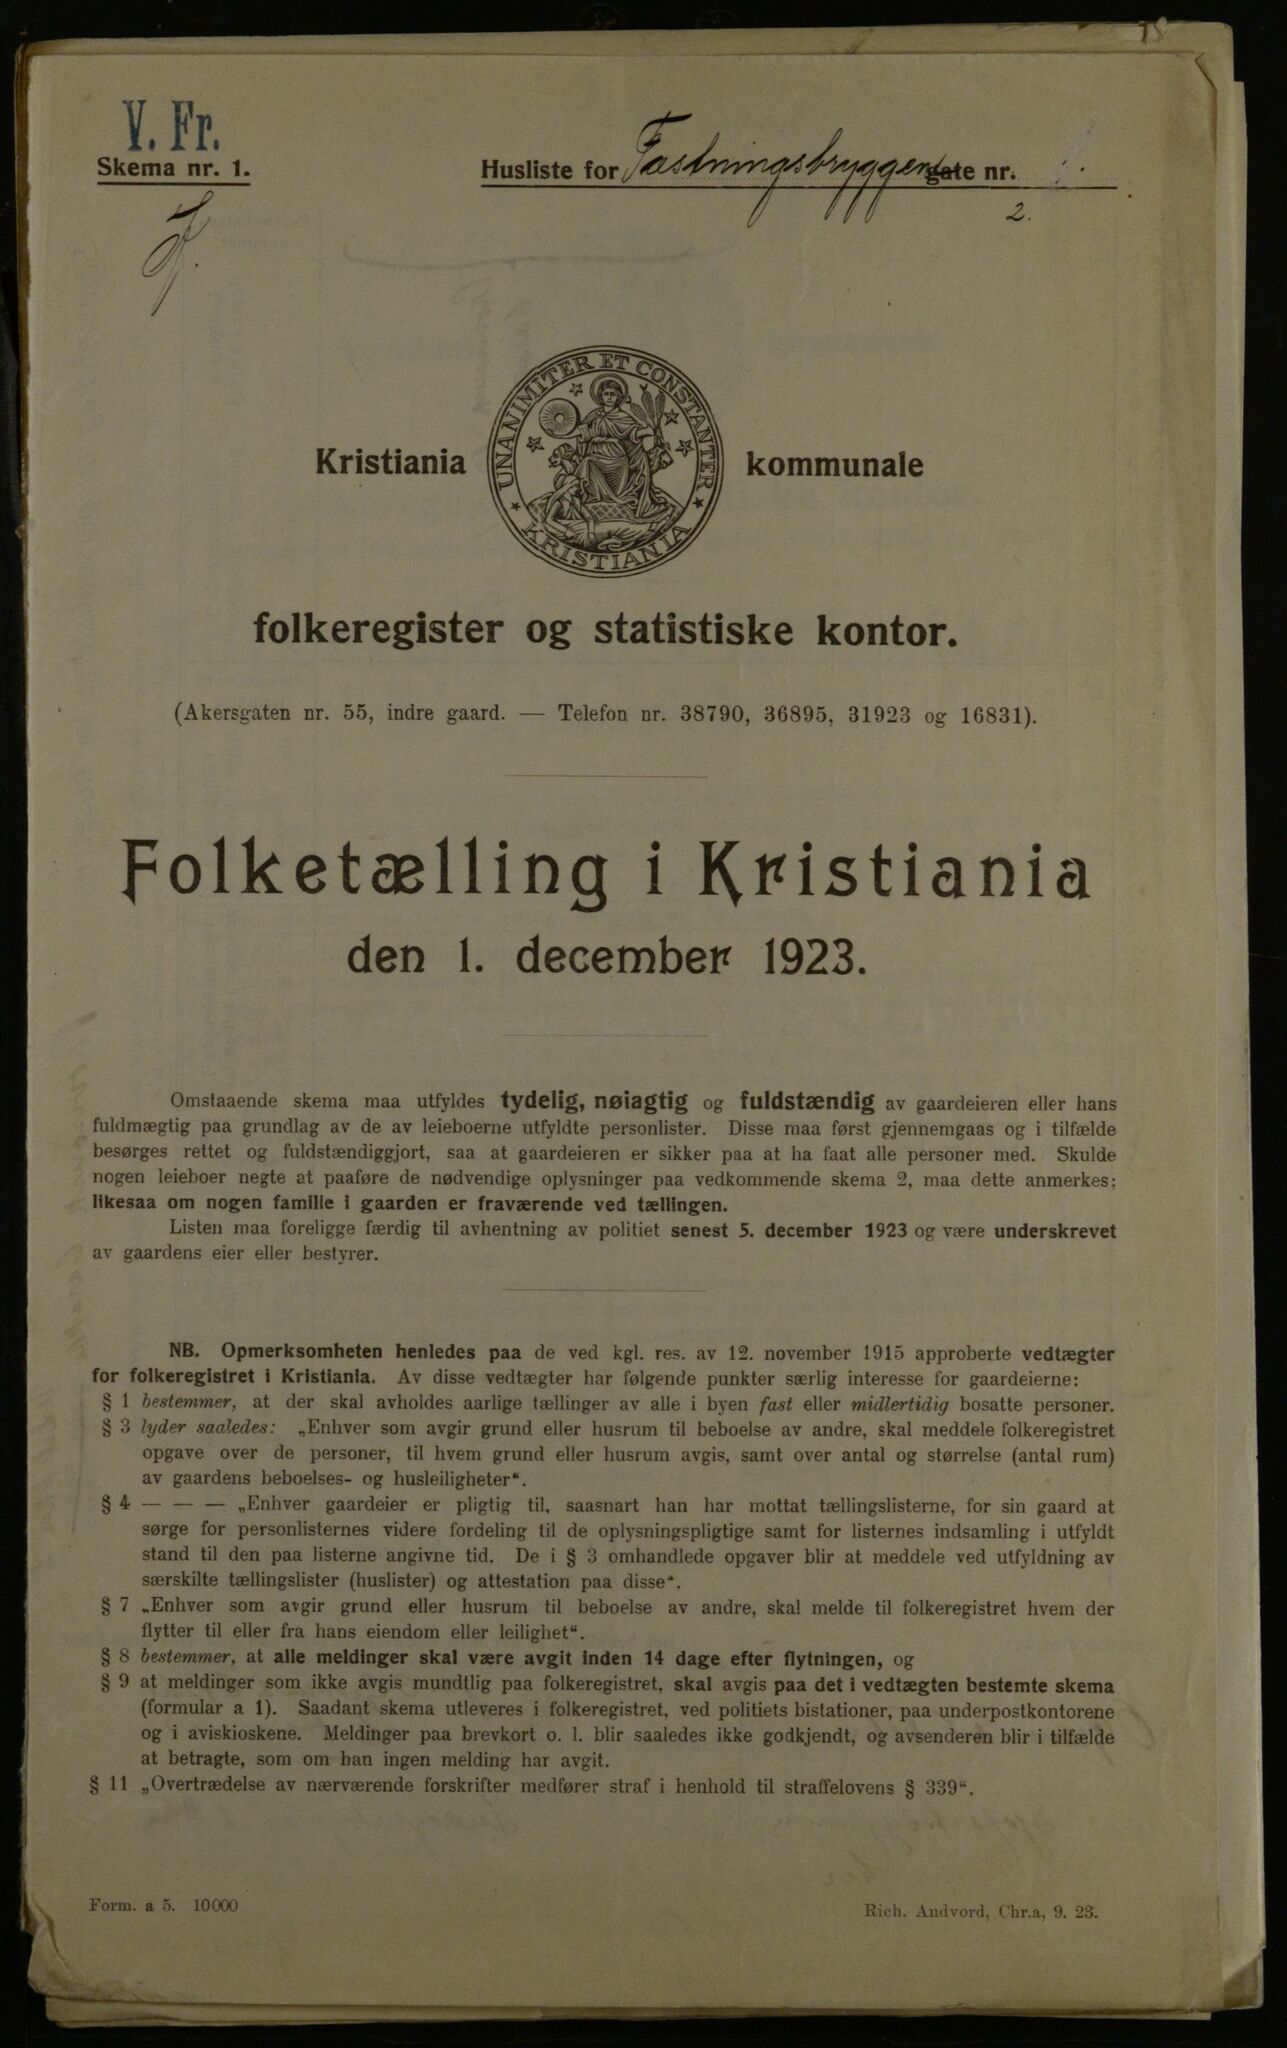 V. Fr.
Skema nr. 1.
Husliste for Fæstningsbryggen gate nr.
2.
F.
UNANIMITER ET CONSTANTER
KRISTIANIA
Kristiania kommunale
folkeregister og statistiske kontor.
(Akersgaten nr. 55, indre gaard. — Telefon nr. 38790, 36895, 31923 og 16831).
Folketælling i Kristiania
den 1. december 1923.
Omstaaende skema maa utfyldes tydelig, nøiagtig og fuldstændig av gaardeieren eller hans
fuldmægtig paa grundlag av de av leieboerne utfyldte personlister. Disse maa først gjennemgaas og i tilfælde
besørges rettet og fuldstændiggjort, saa at gaardeieren er sikker paa at ha faat alle personer med. Skulde
nogen leieboer negte at paaføre de nødvendige oplysninger paa vedkommende skema 2, maa dette anmerkes;
likesaa om nogen familie i gaarden er fraværende ved tællingen.
Listen maa foreligge færdig til avhentning av politiet senest 5. december 1923 og være underskrevet
av gaardens eier eller bestyrer.
NB. Opmerksomheten henledes paa de ved kgl. res. av 12. november 1915 approberte vedtægter
for folkeregistret i Kristiania. Av disse vedtægter har følgende punkter særlig interesse for gaardeierne:
§ 1 bestemmer, at der skal avholdes aarlige tællinger av alle i byen fast eller midlertidig bosatte personer.
§ 3 lyder saaledes: „Enhver som avgir grund eller husrum til beboelse av andre, skal meddele folkeregistret
opgave over de personer, til hvem grund eller husrum avgis, samt over antal og størrelse (antal rum)
av gaardens beboelses- og husleiligheter“.
§ 4 — — — „Enhver gaardeier er pligtig til, saasnart han har mottat tællingslisterne, for sin gaard at
sørge for personlisternes videre fordeling til de oplysningspligtige samt for listernes indsamling i utfyldt
stand til den paa listerne angivne tid. De i § 3 omhandlede opgaver blir at meddele ved utfyldning av
særskilte tællingslister (huslister) og attestation paa disse“.
§ 7 „Enhver som avgir grund eller husrum til beboelse av andre, skal melde til folkeregistret hvem der
flytter til eller fra hans eiendom eller leilighet“.
§ 8 bestemmer, at alle meldinger skal være avgit inden 14 dage efter flytningen, og
§ 9 at meldinger som ikke avgis mundtlig paa folkeregistret, skal avgis paa det i vedtægten bestemte skema
(formular a 1). Saadant skema utleveres i folkeregistret, ved politiets bistationer, paa underpostkontorene
og i aviskioskene. Meldinger paa brevkort o. l. blir saaledes ikke godkjendt, og avsenderen blir i tilfælde
at betragte, som om han ingen melding har avgit.
§ 11 „Overtrædelse av nærværende forskrifter medfører straf i henhold til straffelovens § 339“.
Form. a 5. 10000
Rich. Andvord, Chr.a, 9. 23.